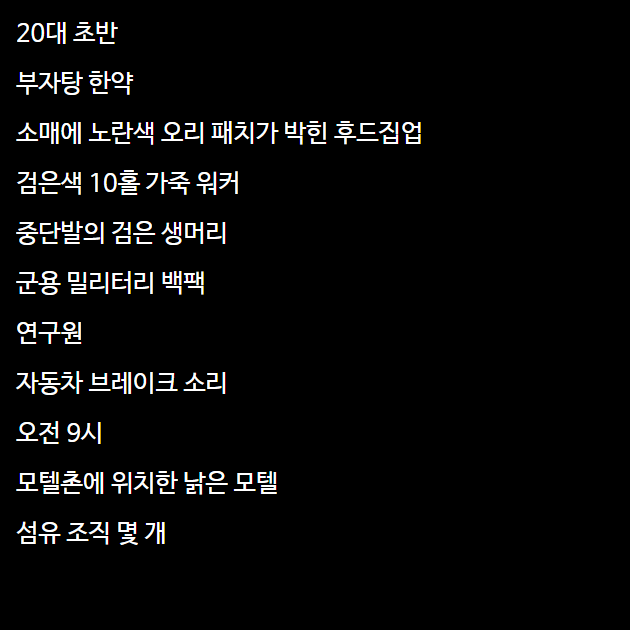 20대 초반
부자탕 한약
소매에 노란색 오리 패치가 박힌 후드집업
검은색 10홀 가죽 워커
중단발의 검은 생머리
군용 밀리터리 백팩
연구원
자동차 브레이크 소리
오전 9시
모텔촌에 위치한 낡은 모텔
섬유 조직 몇 개